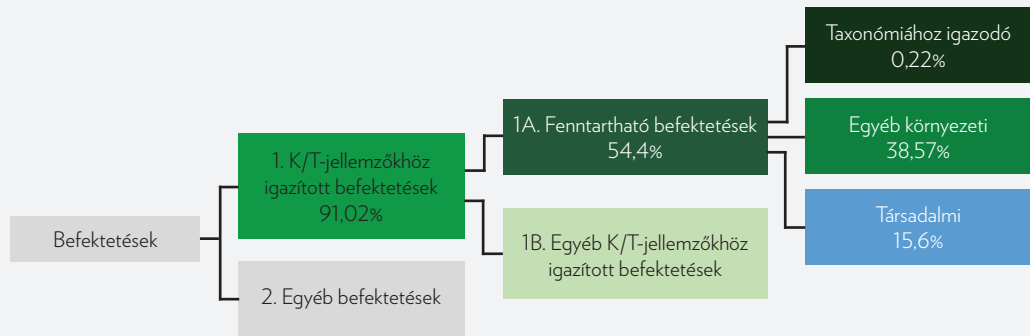 Befektetések
1. K/T-jellemzőkhöz
igazított befektetések
91,02%
2. Egyéb befektetések
1A. Fenntartható befektetések
54,4%
1B. Egyéb K/T-jellemzőkhöz
igazított befektetések
Taxonómiához igazodó
0,22%
Egyéb környezeti
38,57%
Társadalmi
15,6%